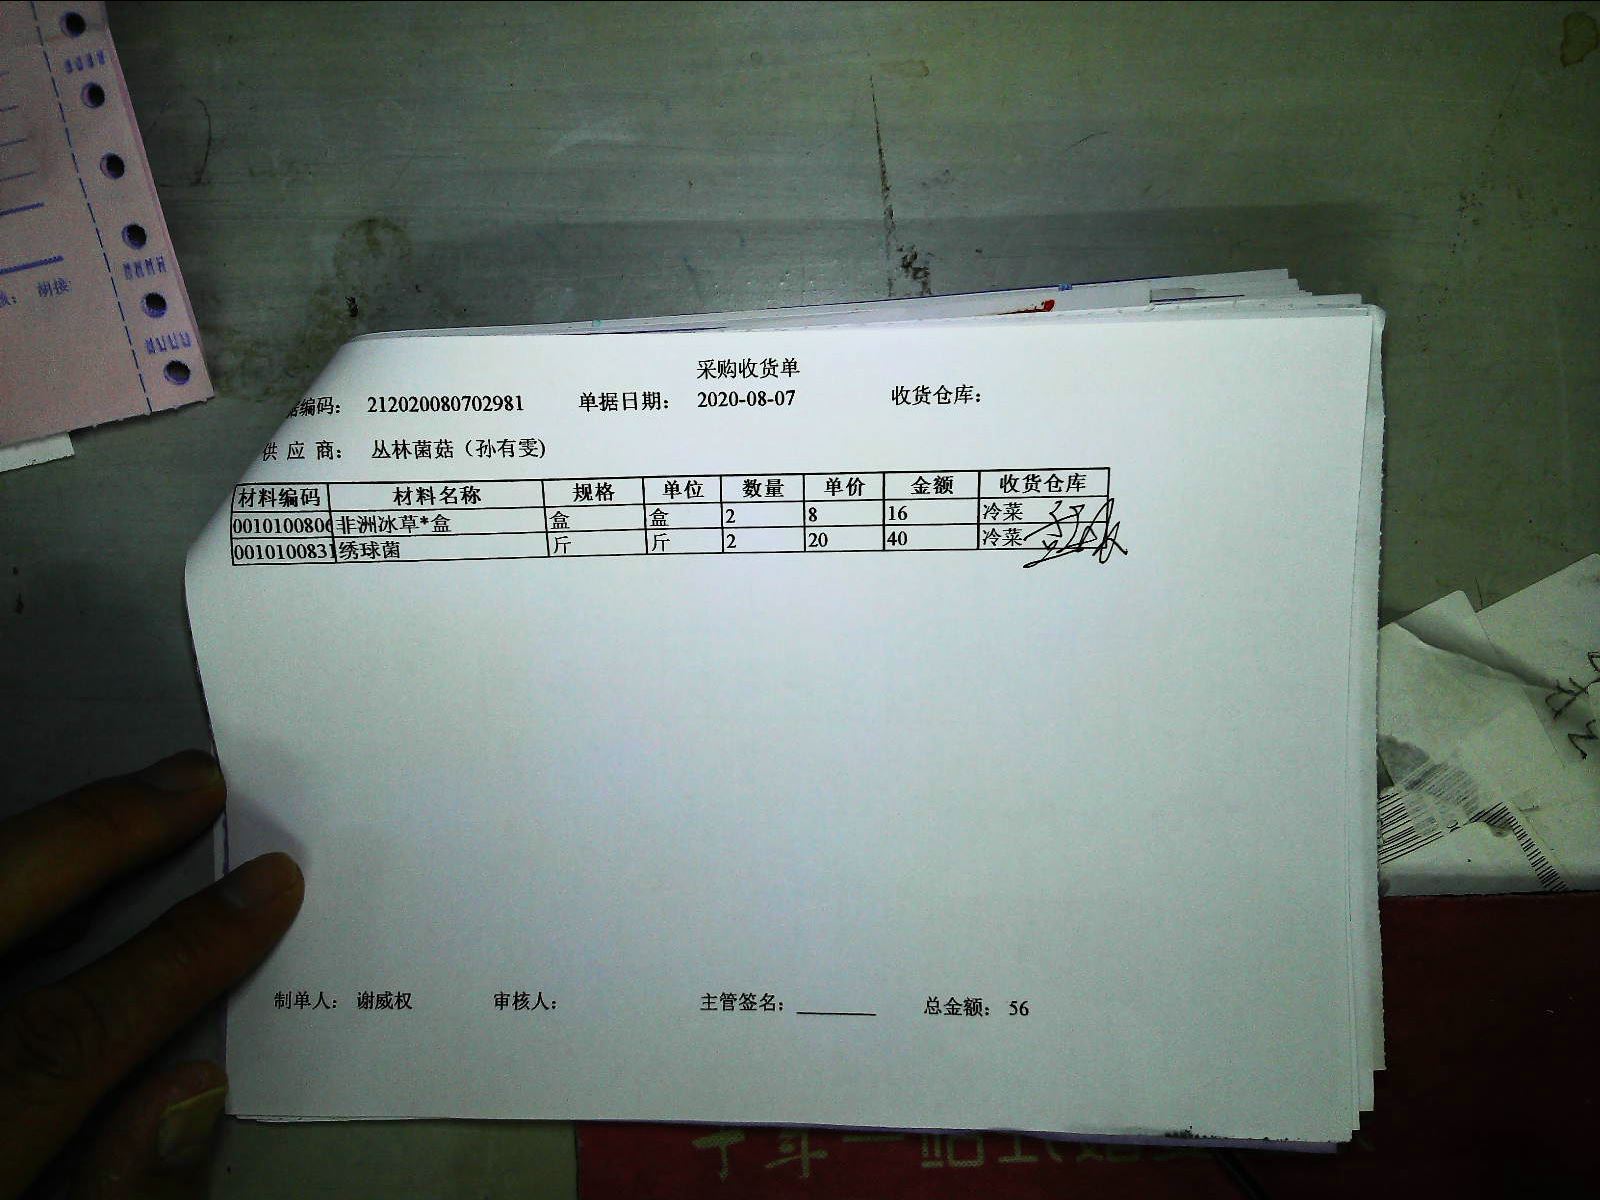 采购收货单
据编码： 212020080702981 单据日期： 2020-08-07 收货仓库：
供 应 商： 丛林菌菇（孙有雯)
材料编码 材料名称 规格 单位 数量 单价 金额 收货仓库
0010100806 非洲冰草*盒 盒 盒 2 8 16 冷菜
0010100831 绣球菌 斤 斤 2 20 40 冷菜
制单人： 谢威权 审核人： 主管签名： 总金额： 56